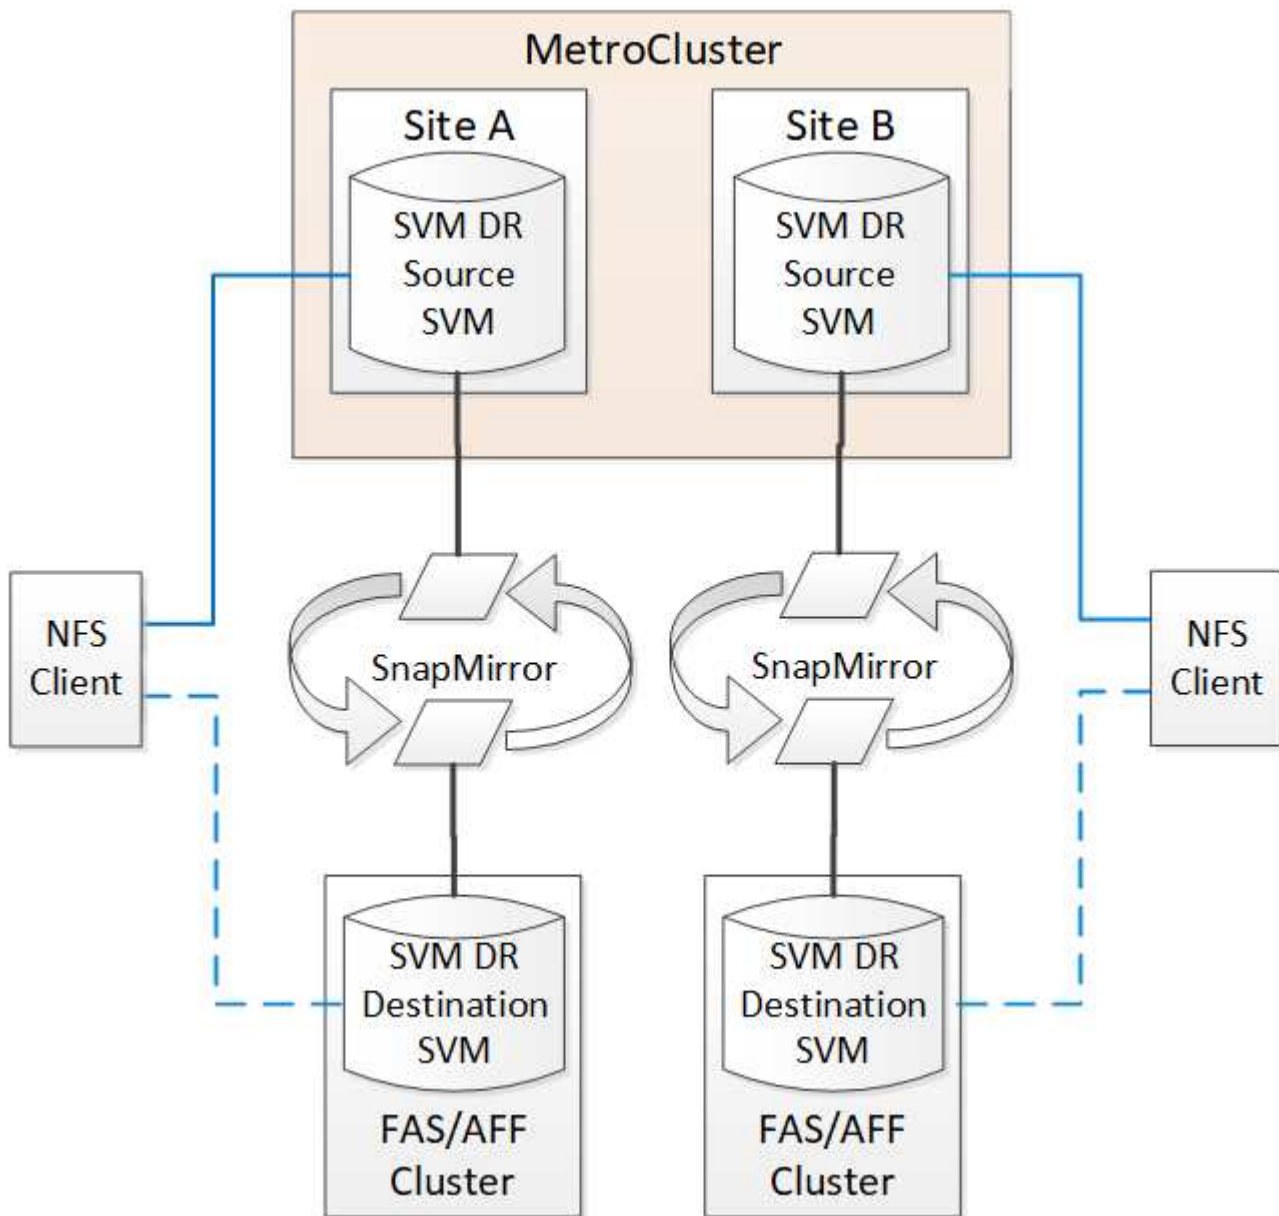 MetroCluster
Site A
Site B
SVM DR
Source
SVM
SVM DR
Source
SVM
NFS
Client
SnapMirror
SnapMirror
NFS
Client
SVM DR
Destination
SVM
SVM DR
Destination
SVM
FAS/AFF
Cluster
FAS/AFF
Cluster